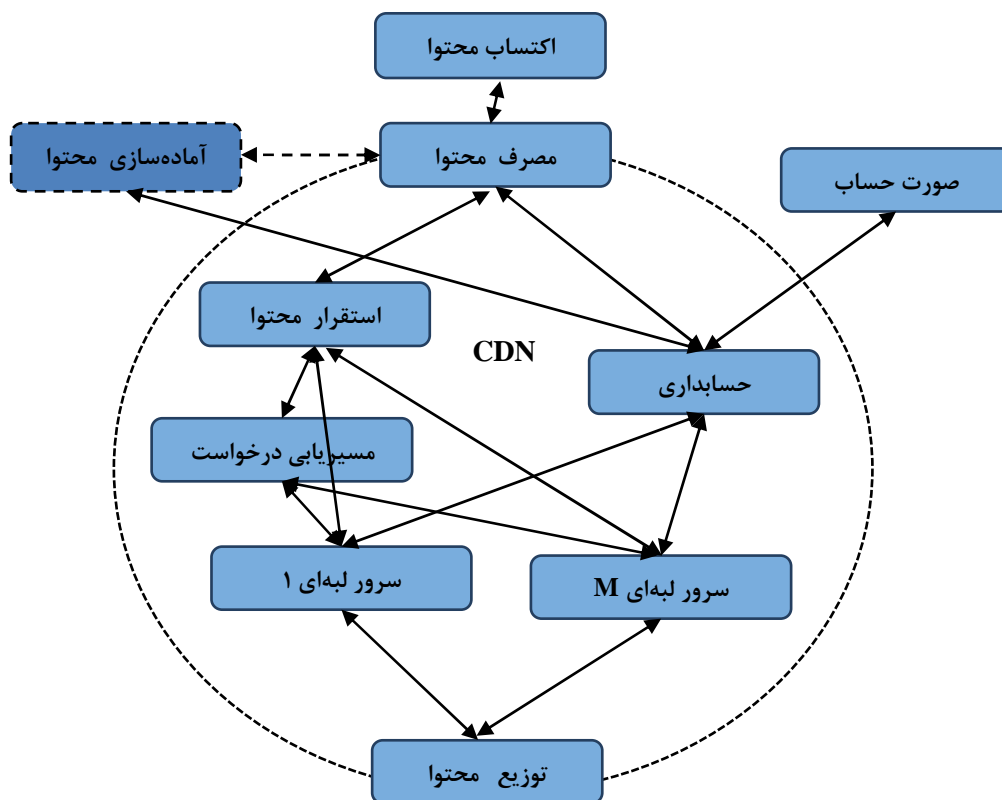 اکتساب محتوا
مصرف محتوا
آماده‌سازی محتوا
صورت حساب
استقرار محتوا
CDN
حسابداری
مسیریابی درخواست
سرور لبه‌ای ۱
سرور لبه‌ای M
توزیع محتوا